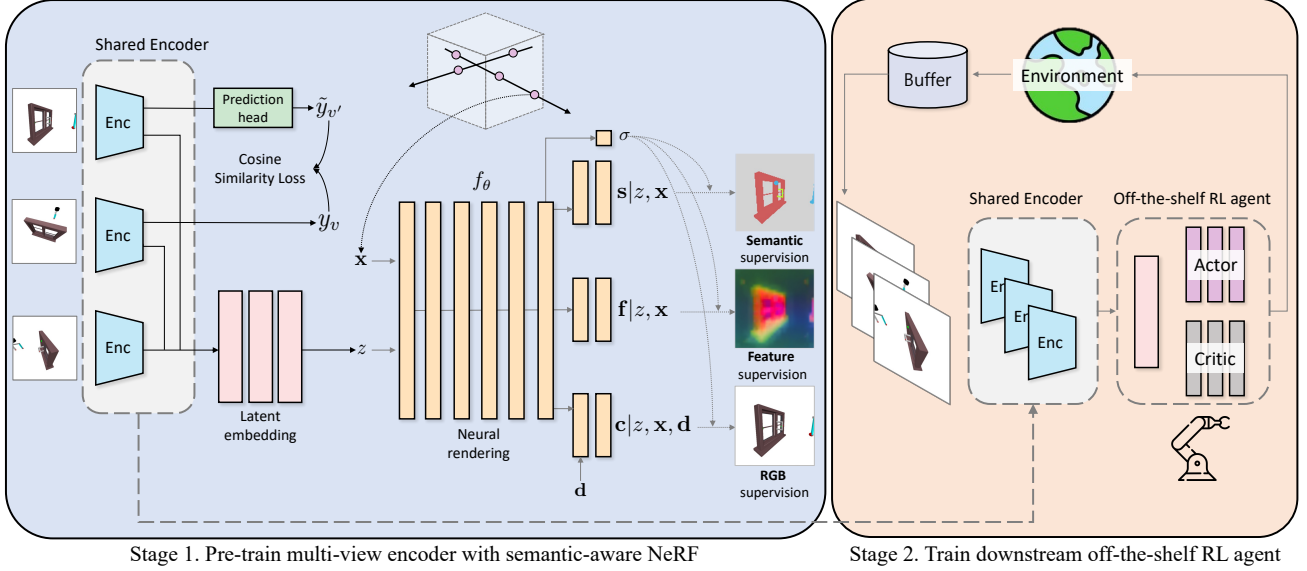 Shared Encoder
Enc
Enc
Enc
Prediction
head
ỹ_{v'}
Cosine
Similarity Loss
y_v
Latent
embedding
z
x
f_θ
Neural
rendering
d
σ
s|z, x
f|z, x
c|z, x, d
Semantic
supervision
Feature
supervision
RGB
supervision
Stage 1. Pre-train multi-view encoder with semantic-aware NeRF
Buffer
Environment
Shared Encoder
Off-the-shelf RL agent
Enc
Actor
Critic
Stage 2. Train downstream off-the-shelf RL agent